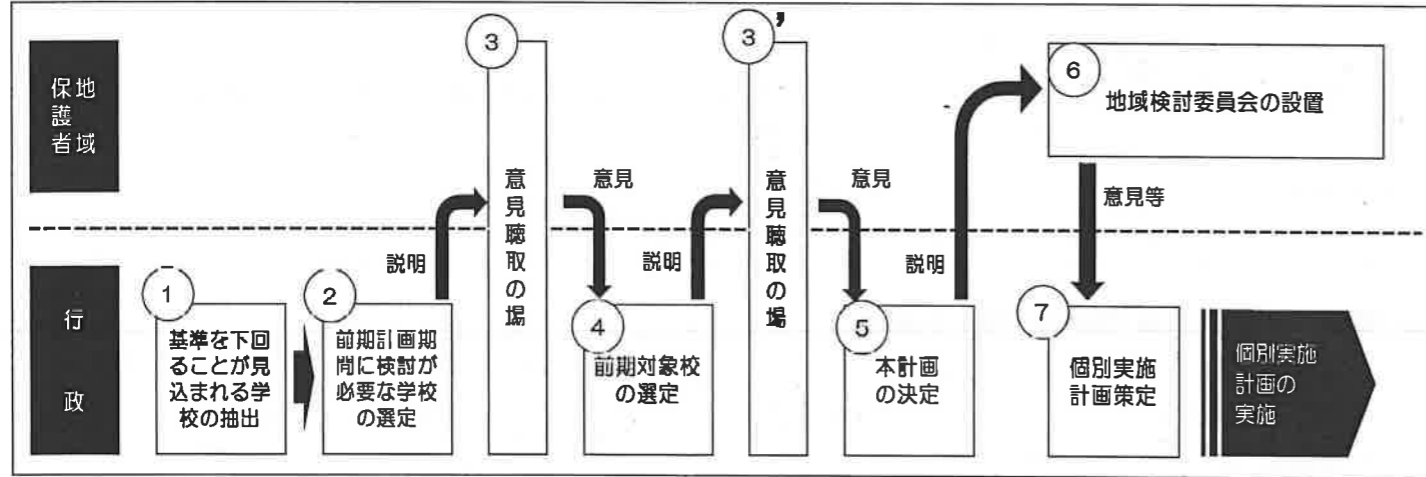 保護者
地域
③
意見聴取の場
意見
③’
意見聴取の場
意見
⑥
地域検討委員会の設置
意見等
行政
①
基準を下回
ることが見
込まれる学
校の抽出
②
前期計画期
間に検討が
必要な学校
の選定
説明
④
前期対象校
の選定
説明
⑤
本計画
の決定
説明
⑦
個別実施
計画策定
個別実施
計画の
実施